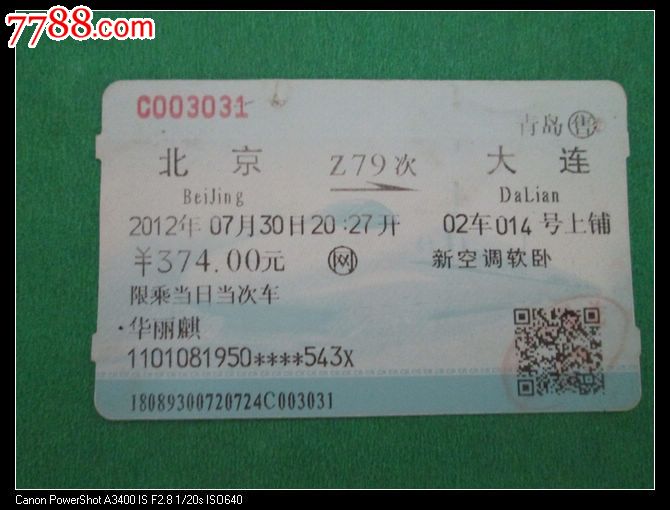 7788.com
C003031
青岛售
北京 Z79次 大连
BeiJing DaLian
2012年07月30日20:27开 02车014号上铺
¥374.00元 网 新空调软卧
限乘当日当次车
·华丽麒
1101081950****543X
18089300720724C003031
Canon PowerShot A3400 IS F2.8 1/20s ISO640